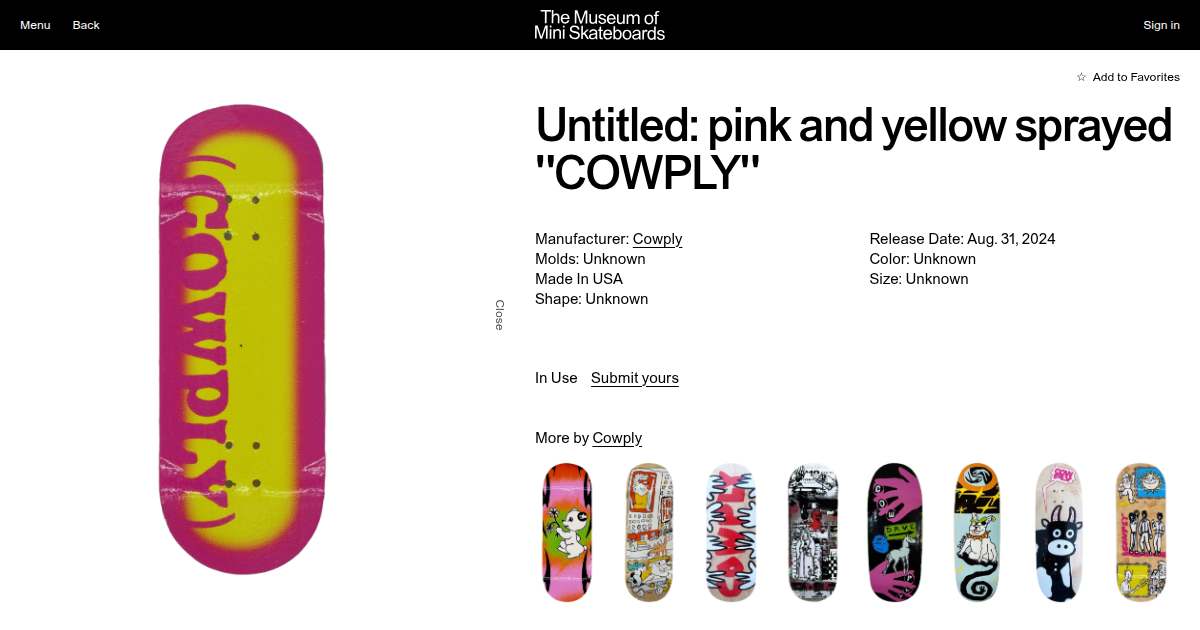 Menu
Back
The Museum of
Mini Skateboards
Sign in
☆ Add to Favorites
(COWPLY)
Close
Untitled: pink and yellow sprayed
"COWPLY"
Manufacturer: Cowply
Molds: Unknown
Made In USA
Shape: Unknown
Release Date: Aug. 31, 2024
Color: Unknown
Size: Unknown
In Use
Submit yours
More by Cowply
COWPLY